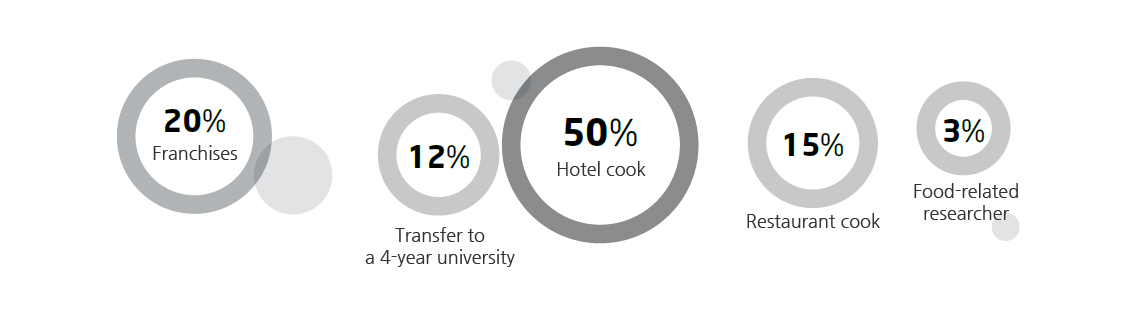 20%
Franchises
12%
Transfer to
a 4-year university
50%
Hotel cook
15%
Restaurant cook
3%
Food-related
researcher